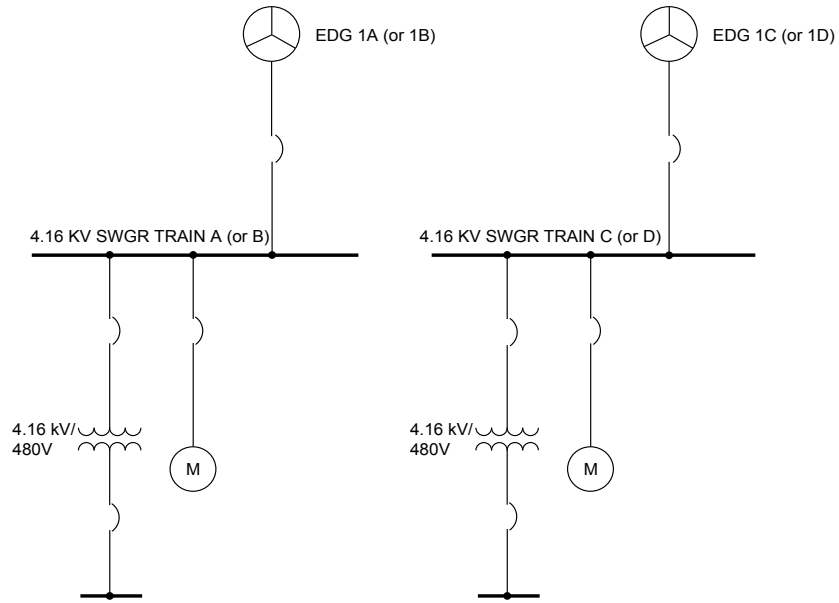 EDG 1A (or 1B)
EDG 1C (or 1D)
4.16 KV SWGR TRAIN A (or B)
4.16 KV SWGR TRAIN C (or D)
4.16 kV/
480V
M
4.16 kV/
480V
M